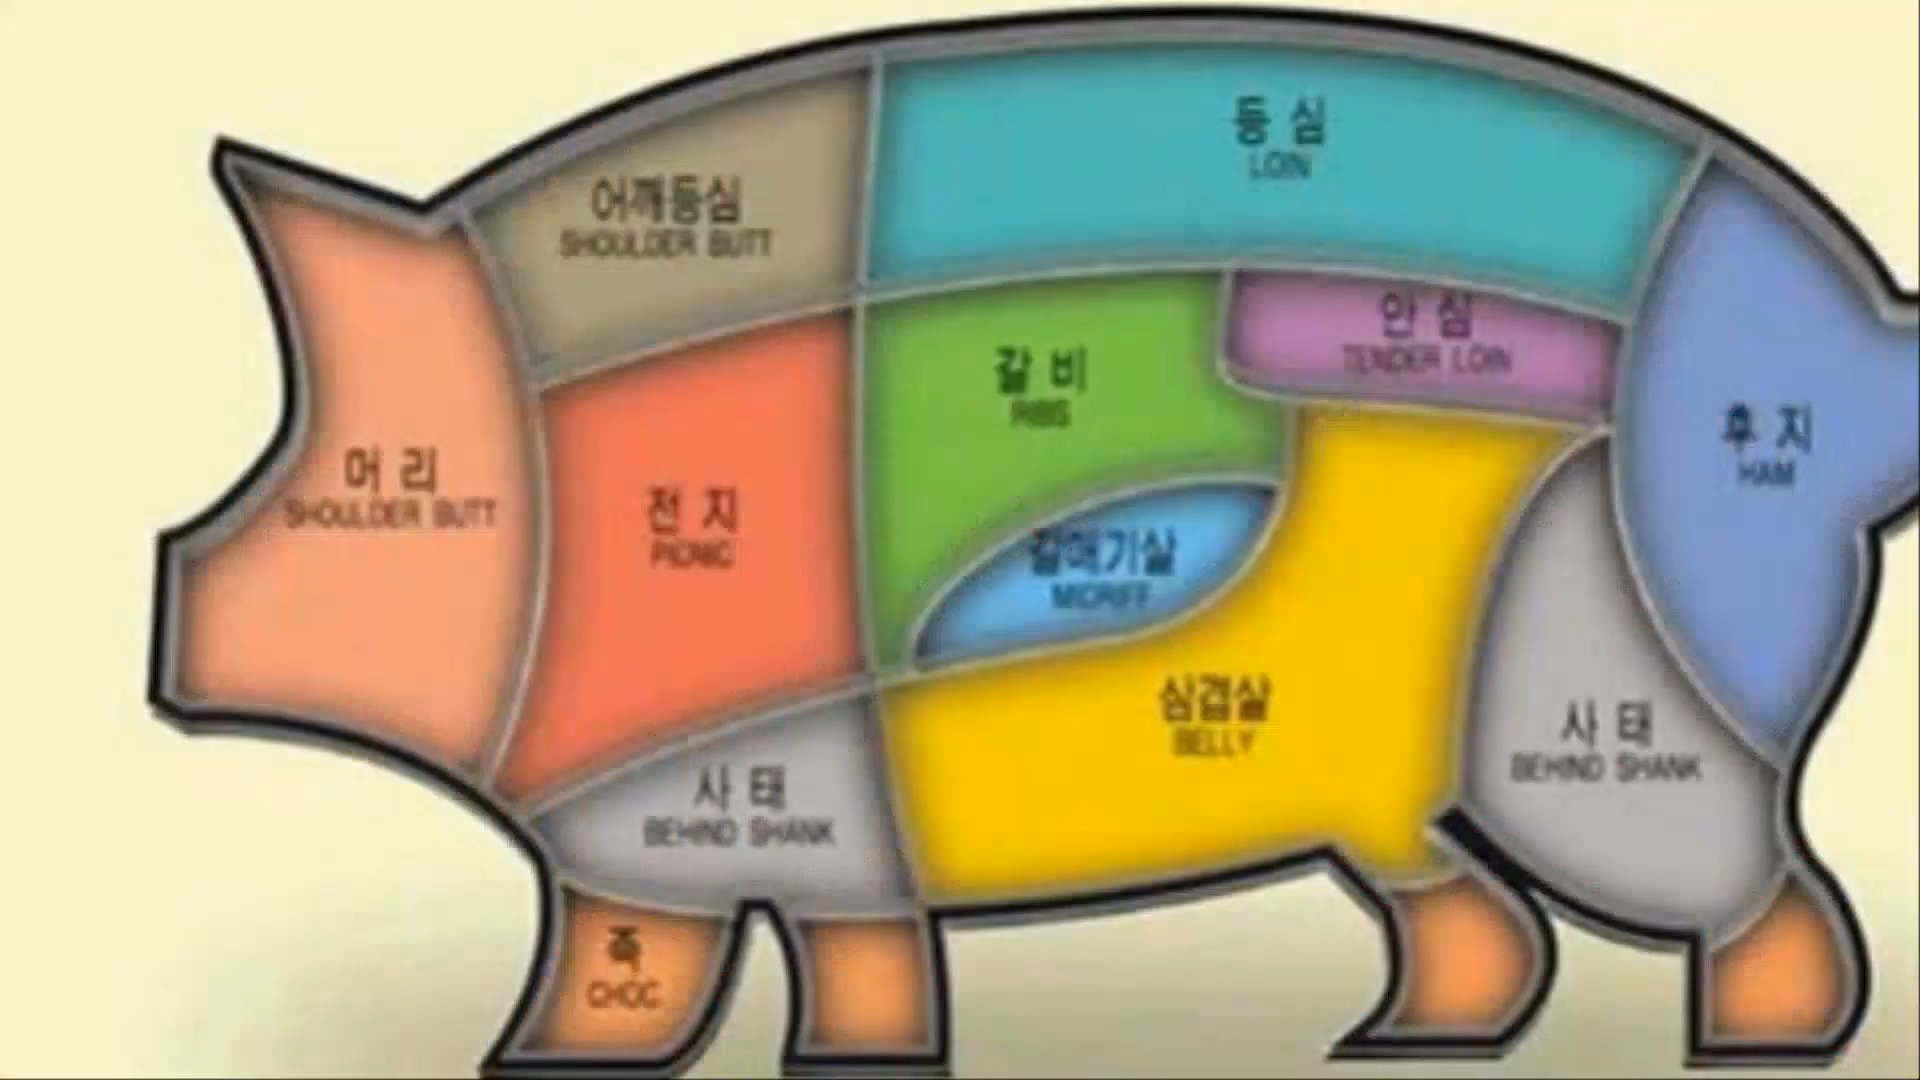 등 심
LOIN
어깨등심
SHOULDER BUTT
안 심
TENDER LOIN
갈 비
RIBS
후 지
HAM
머 리
SHOULDER BUTT
전 지
PICNIC
갈매기살
MIDRIFF
삼겹살
BELLY
사 태
BEHIND SHANK
사 태
BEHIND SHANK
족